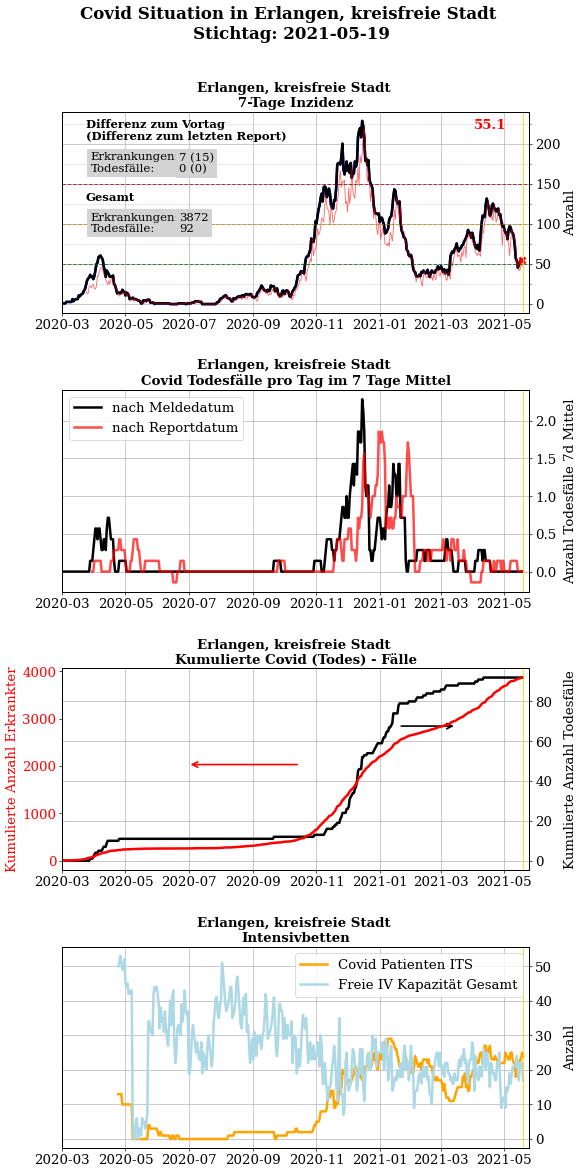 Covid Situation in Erlangen, kreisfreie Stadt
Stichtag: 2021-05-19
Erlangen, kreisfreie Stadt
7-Tage Inzidenz
Differenz zum Vortag
(Differenz zum letzten Report)
Erkrankungen 7 (15)
Todesfälle: 0 (0)
Gesamt
Erkrankungen 3872
Todesfälle: 92
55.1
200
150
100
50
0
Anzahl
2020-03 2020-05 2020-07 2020-09 2020-11 2021-01 2021-03 2021-05
Erlangen, kreisfreie Stadt
Covid Todesfälle pro Tag im 7 Tage Mittel
nach Meldedatum
nach Reportdatum
2.0
1.5
1.0
0.5
0.0
Anzahl Todesfälle 7d Mittel
2020-03 2020-05 2020-07 2020-09 2020-11 2021-01 2021-03 2021-05
Erlangen, kreisfreie Stadt
Kumulierte Covid (Todes) - Fälle
Kumulierte Anzahl Erkrankter
4000
3000
2000
1000
0
80
60
40
20
0
Kumulierte Anzahl Todesfälle
2020-03 2020-05 2020-07 2020-09 2020-11 2021-01 2021-03 2021-05
Erlangen, kreisfreie Stadt
Intensivbetten
Covid Patienten ITS
Freie IV Kapazität Gesamt
50
40
30
20
10
0
Anzahl
2020-03 2020-05 2020-07 2020-09 2020-11 2021-01 2021-03 2021-05